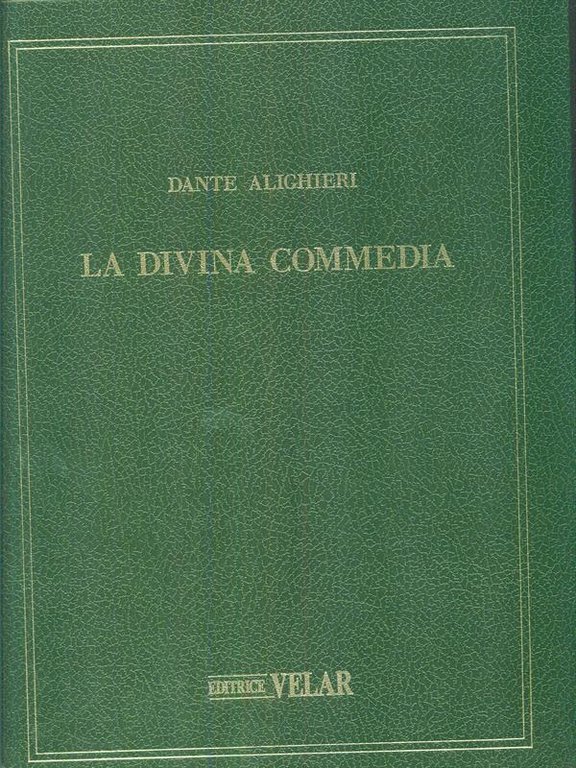 DANTE ALIGHIERI
LA DIVINA COMMEDIA
EDITRICE VELAR